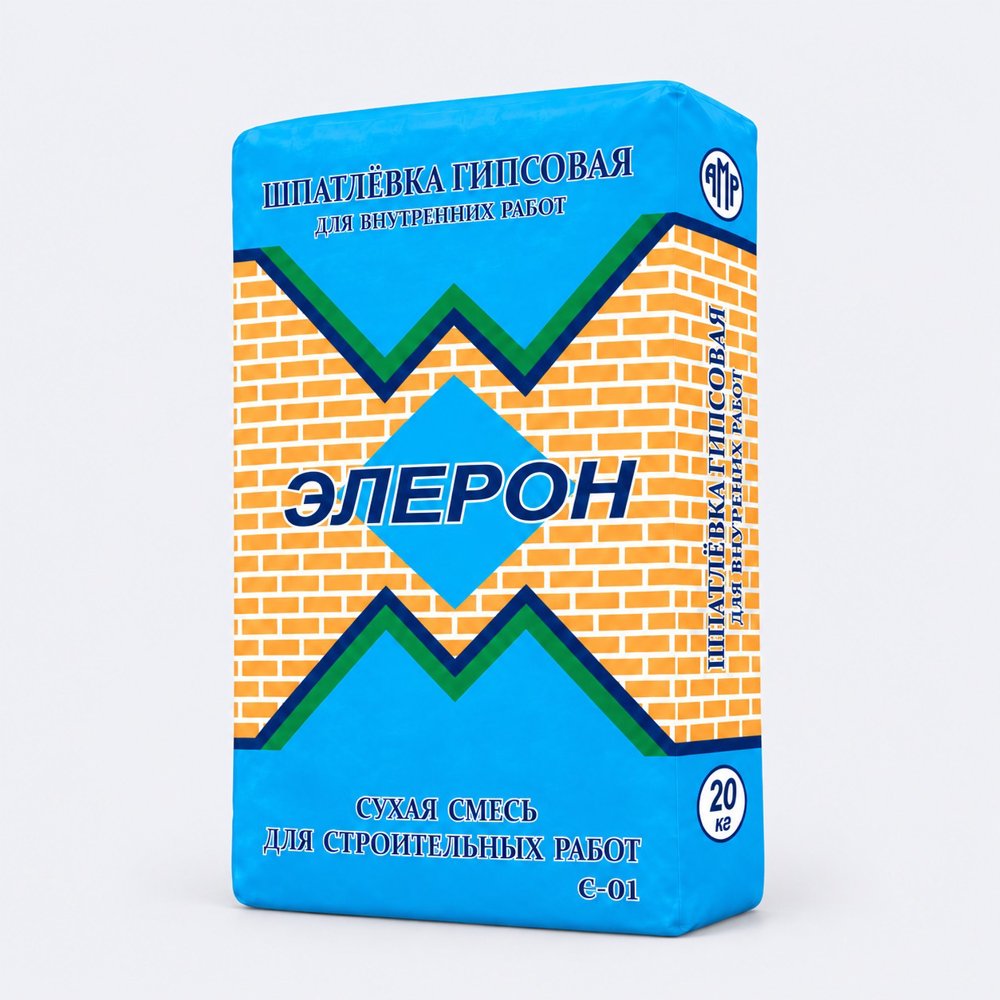 ШПАТЛЁВКА ГИПСОВАЯ
ДЛЯ ВНУТРЕННИХ РАБОТ
ЭЛЕРОН
СУХАЯ СМЕСЬ
ДЛЯ СТРОИТЕЛЬНЫХ РАБОТ
Є-01
АМР
ШПАТЛЁВКА ГИПСОВАЯ
ДЛЯ ВНУРЕНИХ РАБОТ
20
кг